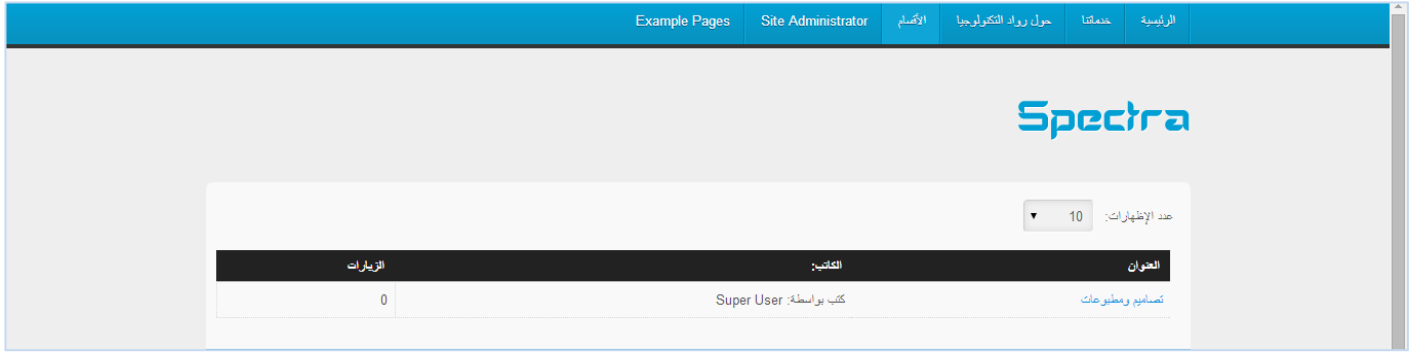 الرئيسية خدماتنا حول رواد التكنولوجيا الأقسام Site Administrator Example Pages
Spectra
عدد الإظهارات: 10
العنوان الكاتب: الزيارات
تصاميم ومطبوعات كتب بواسطة: Super User 0